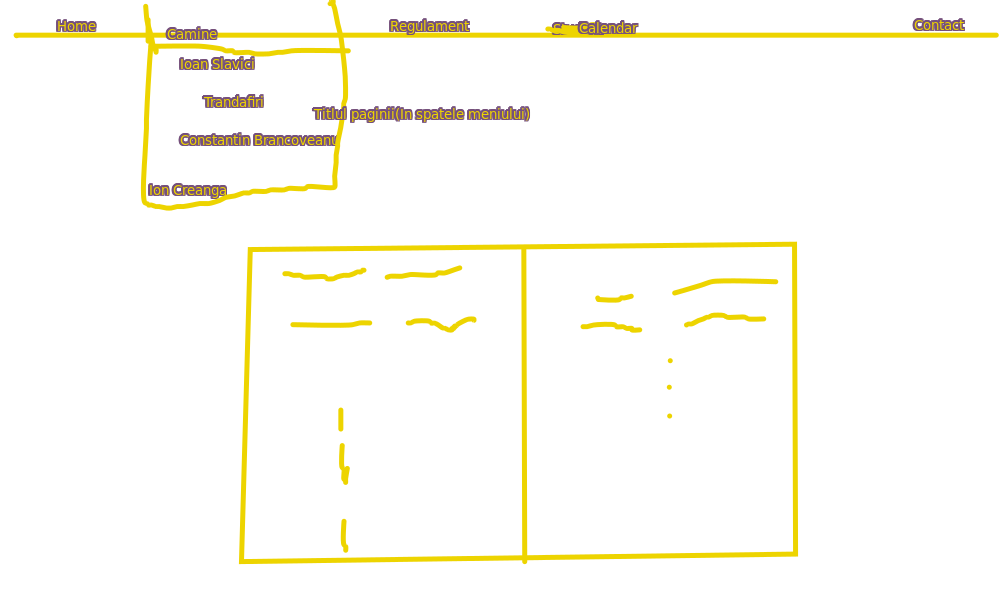 Home Camine Regulament Calendar Contact
Ioan Slavici
Trandafiri
Titlul paginii(In spatele meniului)
Constantin Brancoveanu
Ion Creanga